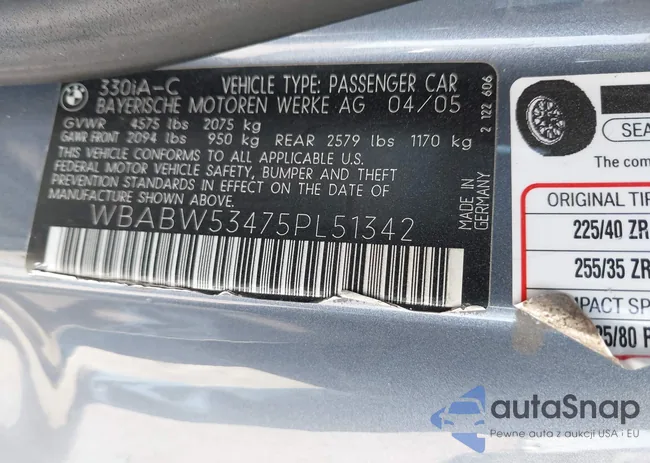 330iA-C VEHICLE TYPE: PASSENGER CAR
BAYERISCHE MOTOREN WERKE AG 04/05
GVWR 4575 lbs 2075 kg
GAWR FRONT 2094 lbs 950 kg REAR 2579 lbs 1170 kg
THIS VEHICLE CONFORMS TO ALL APPLICABLE U.S.
FEDERAL MOTOR VEHICLE SAFETY, BUMPER AND THEFT
PREVENTION STANDARDS IN EFFECT ON THE DATE OF
MANUFACTURE SHOWN ABOVE.
WBABW53475PL51342
MADE IN
GERMANY
2 122 606
SEA
The com
ORIGINAL TIR
225/40 ZR
255/35 ZR
MPACT SP
5/80 R
autaSnap
Pewne auta z aukcji USA i EU